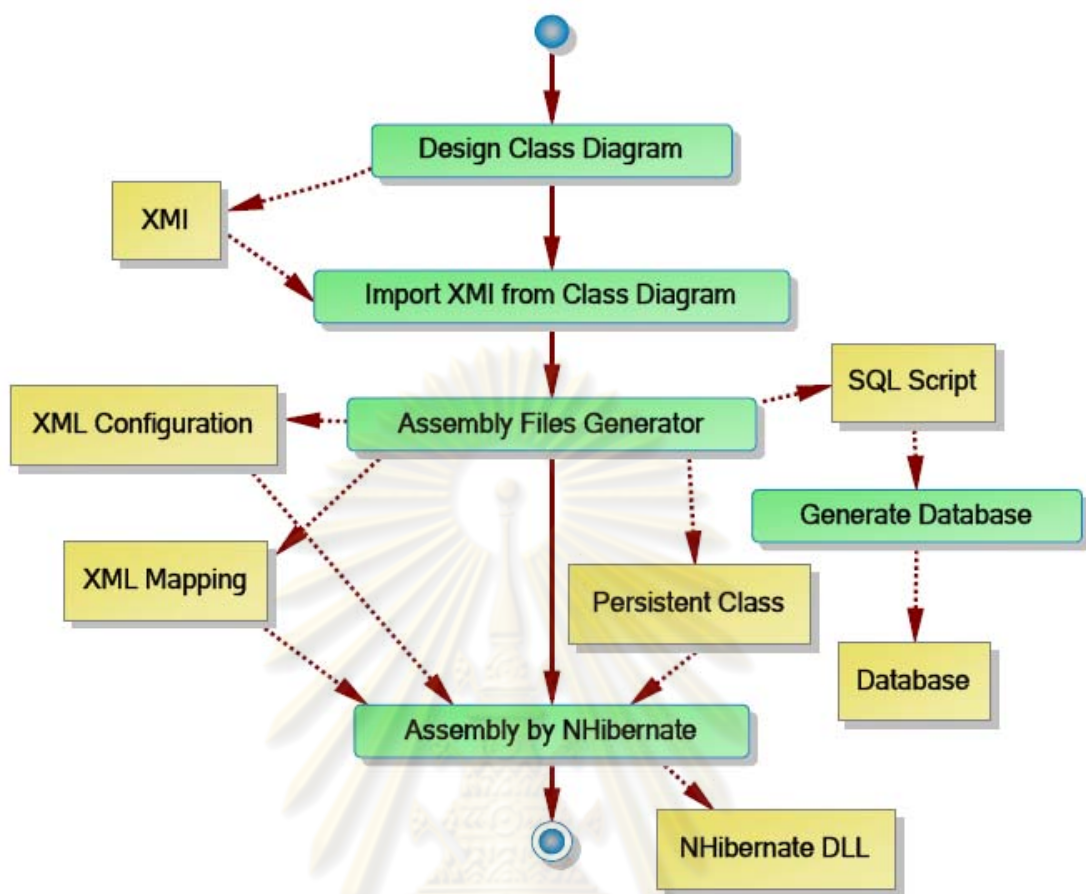 Design Class Diagram
XMI
Import XMI from Class Diagram
SQL Script
XML Configuration
Assembly Files Generator
Generate Database
XML Mapping
Persistent Class
Database
Assembly by NHibernate
NHibernate DLL